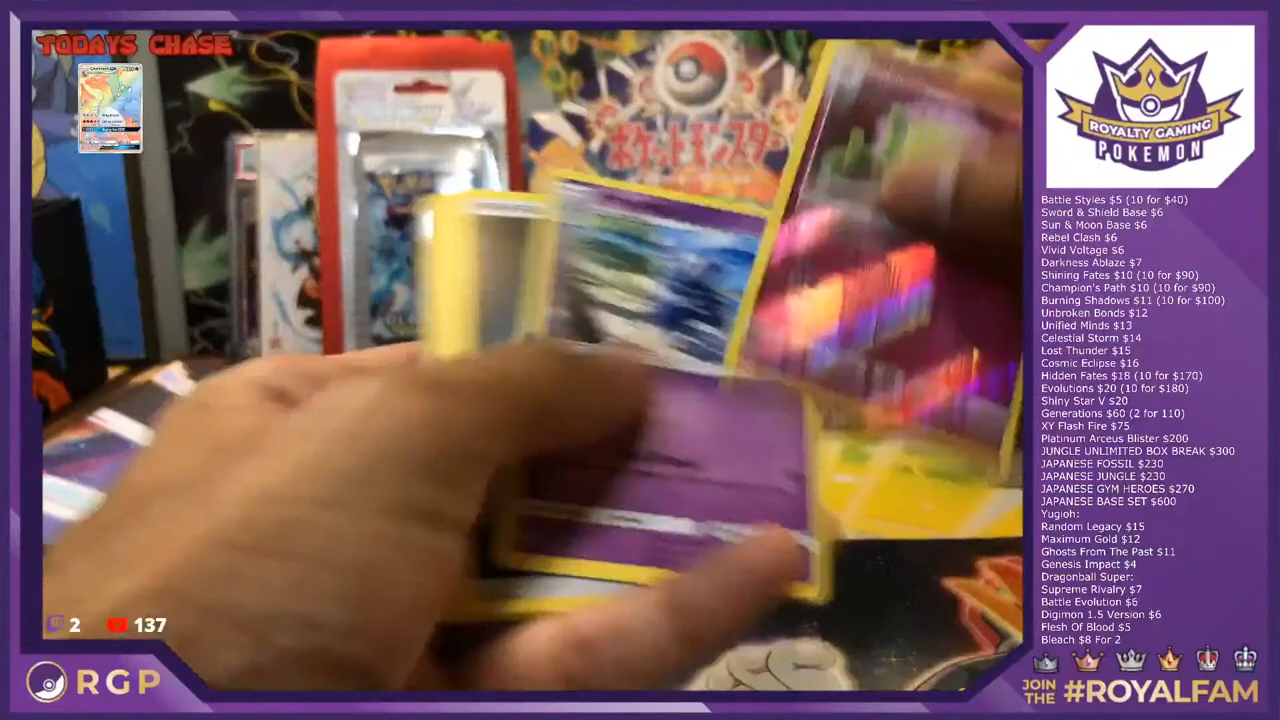 TODAYS CHASE
ポケットモンスター
ROYALTY GAMING
POKEMON
Battle Styles $5 (10 for $40)
Sword & Shield Base $6
Sun & Moon Base $6
Rebel Clash $6
Vivid Voltage $6
Darkness Ablaze $7
Shining Fates $10 (10 for $90)
Champion's Path $10 (10 for $90)
Burning Shadows $11 (10 for $100)
Unbroken Bonds $12
Unified Minds $13
Celestial Storm $14
Lost Thunder $15
Cosmic Eclipse $16
Hidden Fates $18 (10 for $170)
Evolutions $20 (10 for $180)
Shiny Star V $20
Generations $60 (2 for 110)
XY Flash Fire $75
Platinum Arceus Blister $200
JUNGLE UNLIMITED BOX BREAK $300
JAPANESE FOSSIL $230
JAPANESE JUNGLE $230
JAPANESE GYM HEROES $270
JAPANESE BASE SET $600
Yugioh:
Random Legacy $15
Maximum Gold $12
Ghosts From The Past $11
Genesis Impact $4
Dragonball Super:
Supreme Rivalry $7
Battle Evolution $6
Digimon 1.5 Version $6
Flesh Of Blood $5
Bleach $8 For 2
2 137
RGP
JOIN THE #ROYALFAM